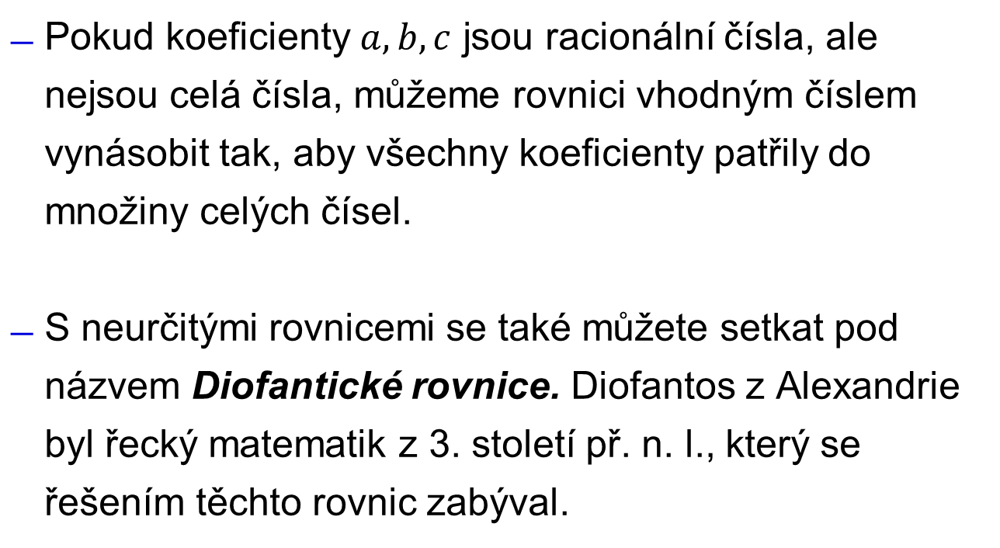 – Pokud koeficienty 𝑎, 𝑏, 𝑐 jsou racionální čísla, ale
nejsou celá čísla, můžeme rovnici vhodným číslem
vynásobit tak, aby všechny koeficienty patřily do
množiny celých čísel.
– S neurčitými rovnicemi se také můžete setkat pod
názvem Diofantické rovnice. Diofantos z Alexandrie
byl řecký matematik z 3. století př. n. l., který se
řešením těchto rovnic zabýval.